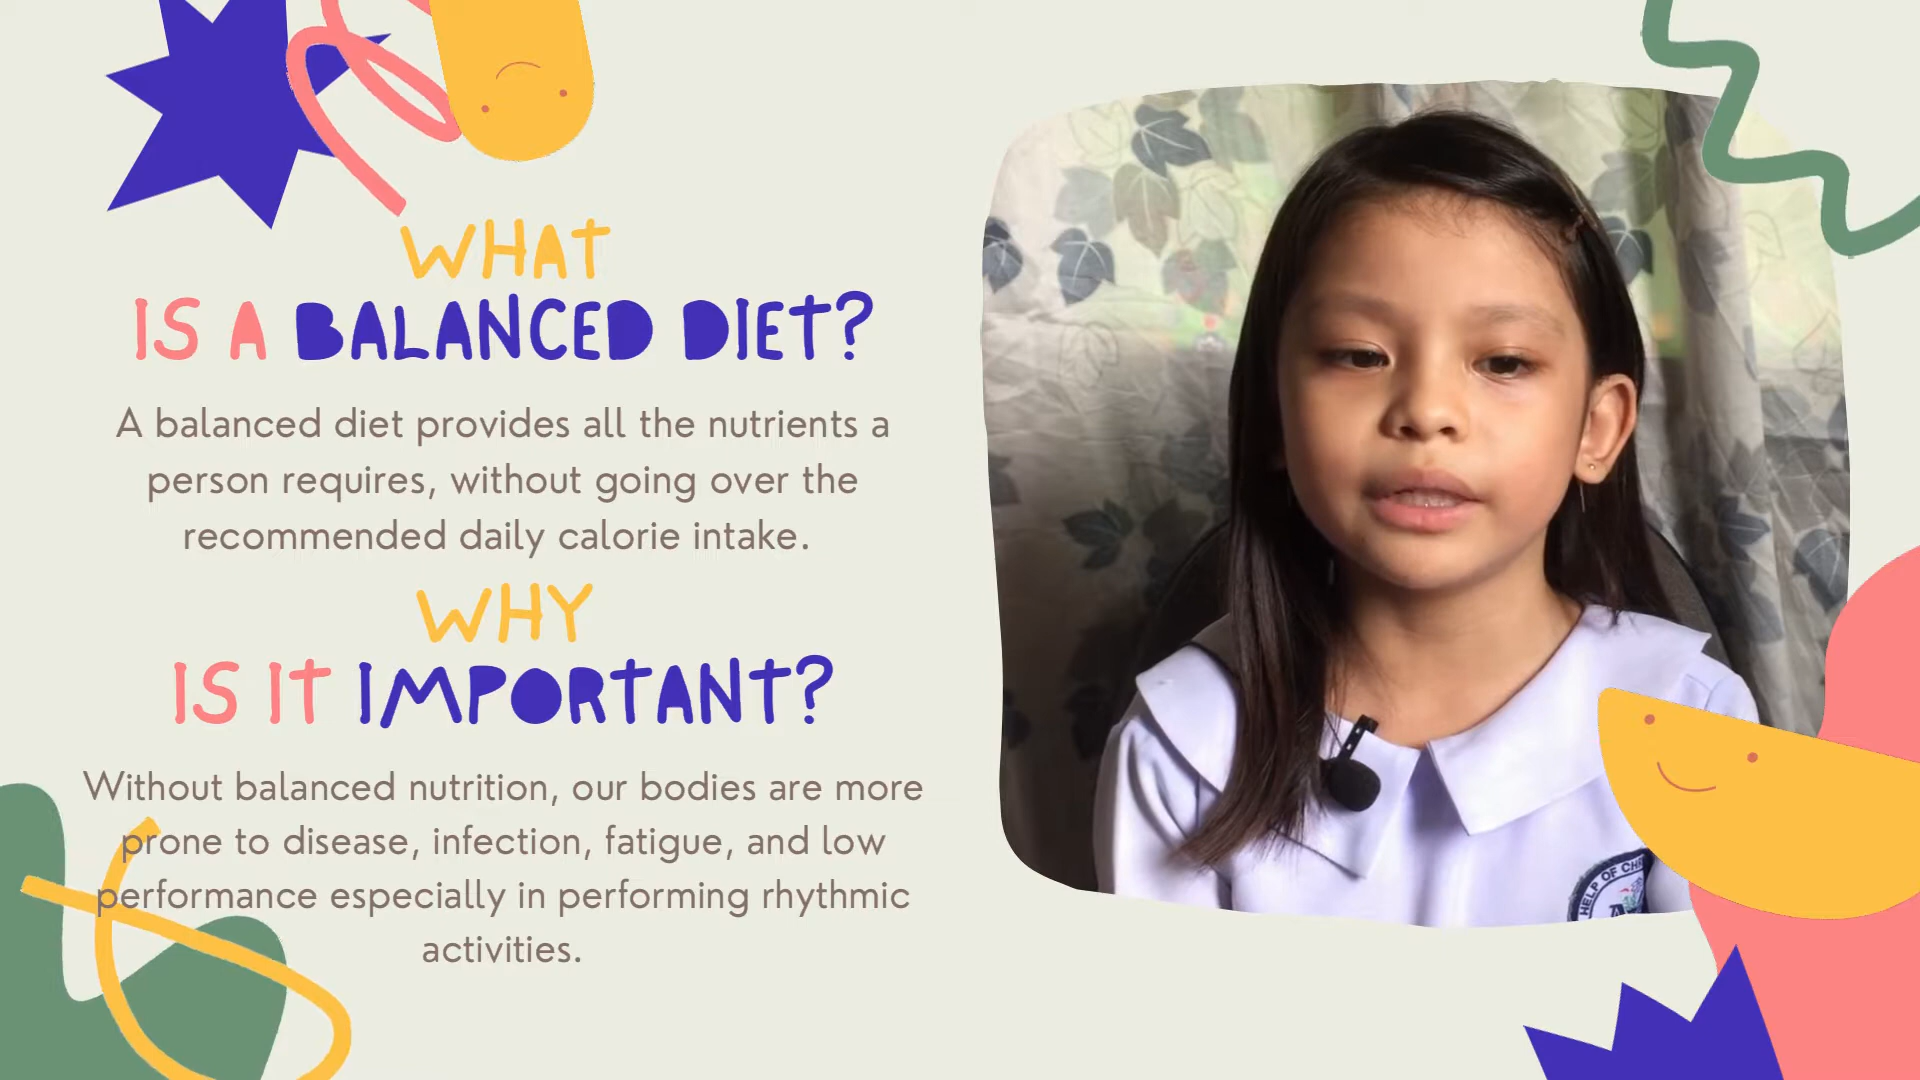 WHAT
IS A BALANCED DIET?
A balanced diet provides all the nutrients a
person requires, without going over the
recommended daily calorie intake.
WHY
IS IT IMPORTANT?
Without balanced nutrition, our bodies are more
prone to disease, infection, fatigue, and low
performance especially in performing rhythmic
activities.
HELP OF